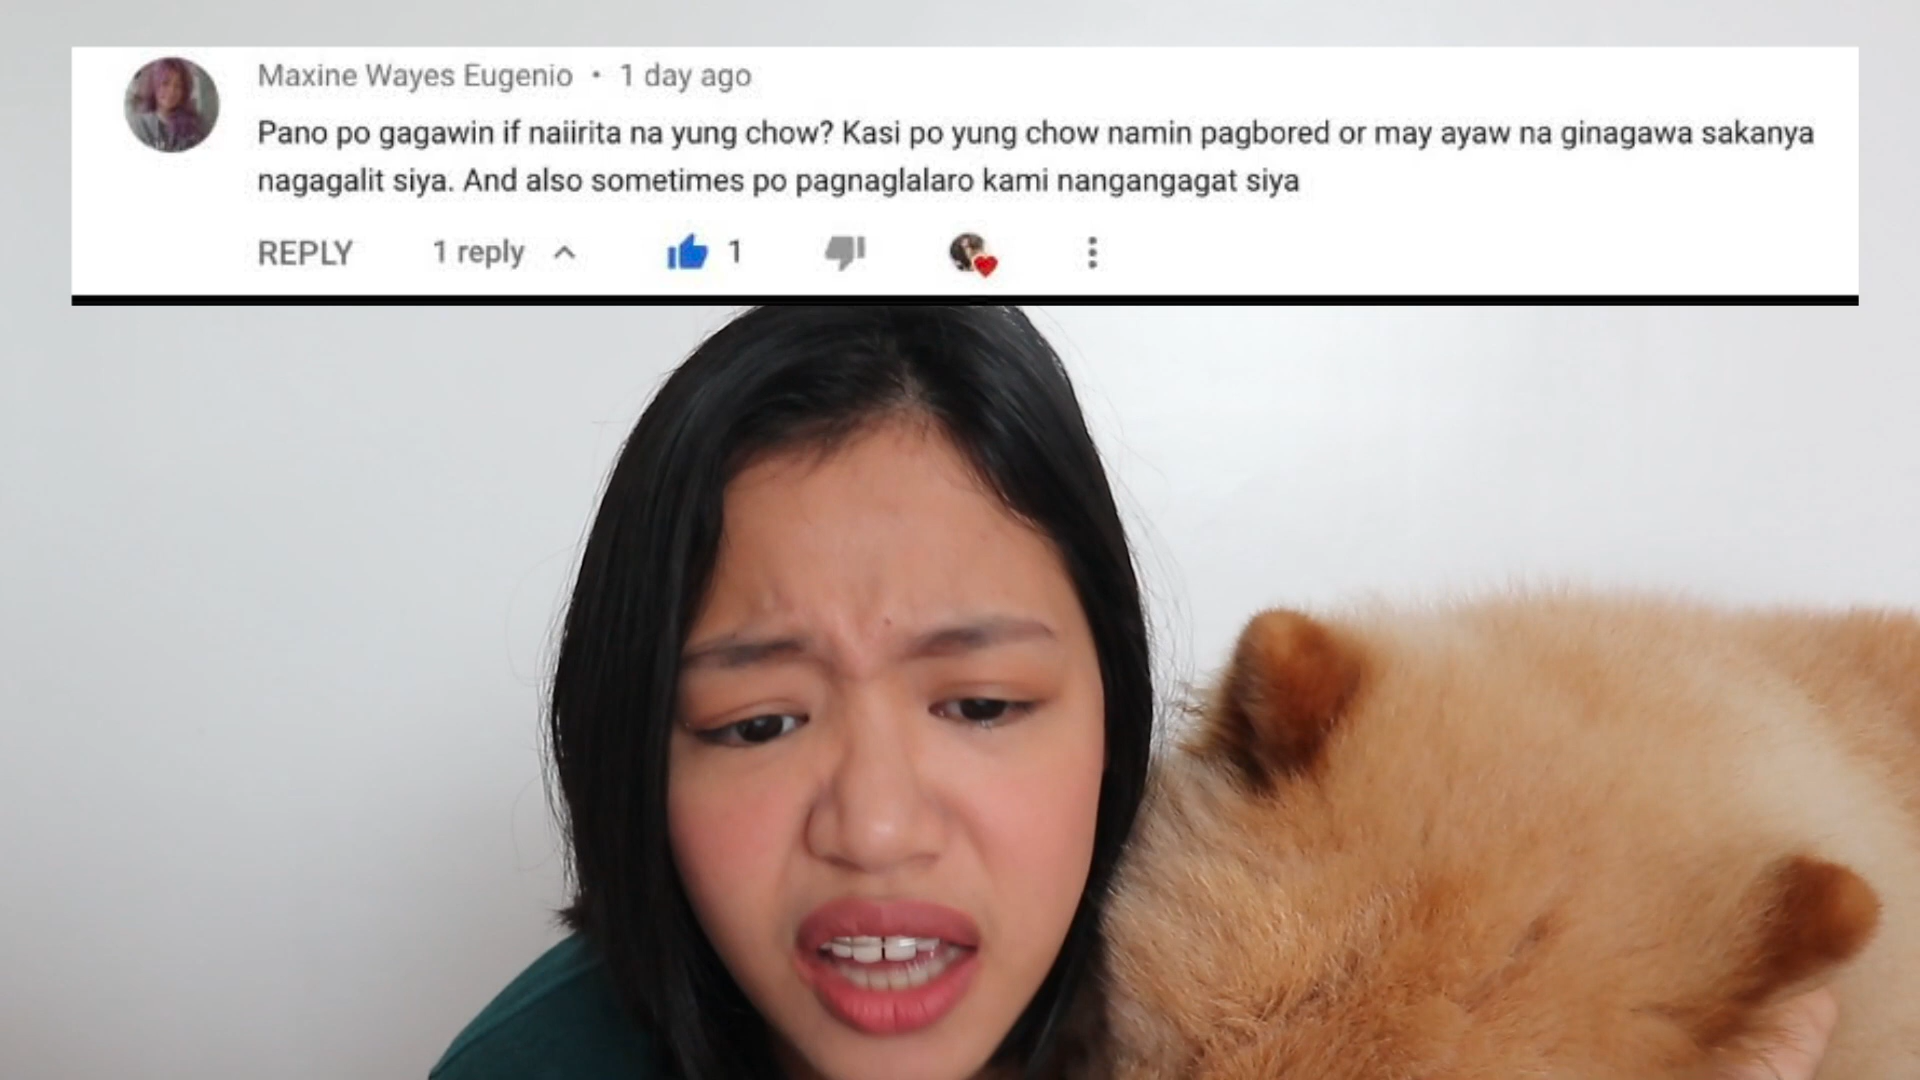 Maxine Wayes Eugenio • 1 day ago
Pano po gagawin if naiirita na yung chow? Kasi po yung chow namin pagbored or may ayaw na ginagawa sakanya
nagagalit siya. And also sometimes po pagnaglalaro kami nangangagat siya
REPLY 1 reply 1